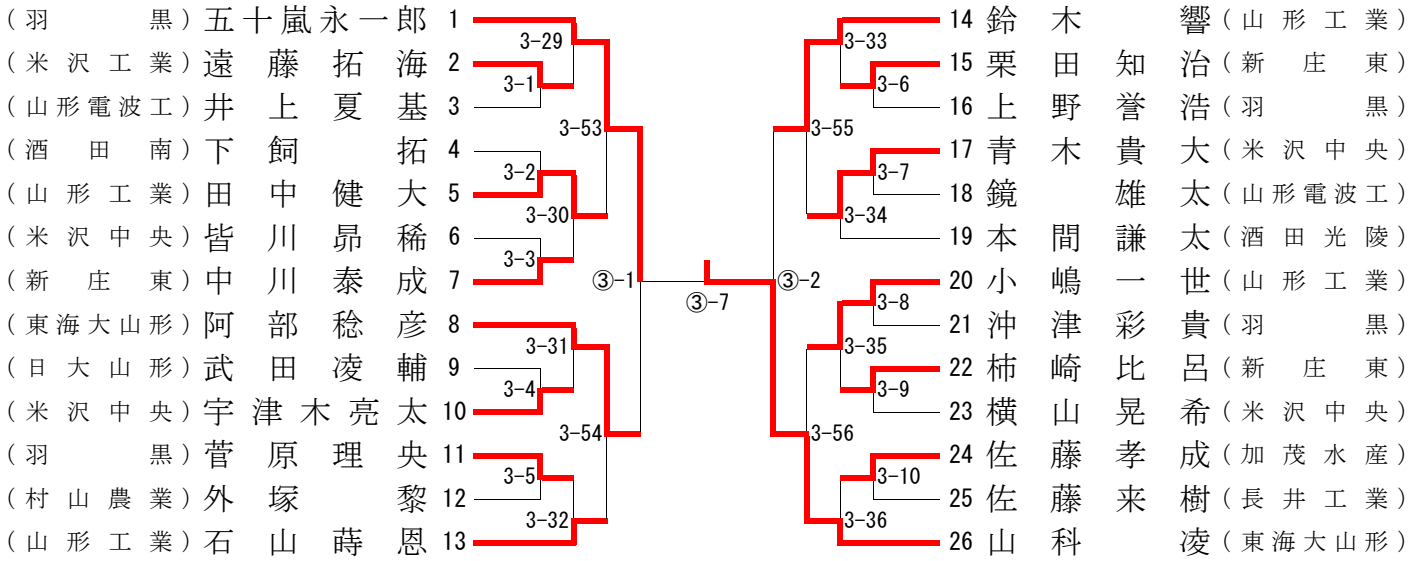 (羽黒) 五十嵐永一郎 1
(米沢工業) 遠藤拓海 2
(山形電波工) 井上夏基 3
(酒田南) 下飼拓 4
(山形工業) 田中健大 5
(米沢中央) 皆川昴稀 6
(新庄東) 中川泰成 7
(東海大山形) 阿部稔彦 8
(日大山形) 武田凌輔 9
(米沢中央) 宇津木亮太 10
(羽黒) 菅原理央 11
(村山農業) 外塚黎 12
(山形工業) 石山蒔恩 13
3-29
3-1
3-53
3-2
3-30
3-3
③-1
3-31
3-4
3-54
3-5
3-32
③-7
3-33
3-6
3-55
3-7
3-34
③-2
3-8
3-35
3-9
3-56
3-10
3-36
14 鈴木響 (山形工業)
15 栗田知治 (新庄東)
16 上野誉浩 (羽黒)
17 青木貴大 (米沢中央)
18 鏡雄太 (山形電波工)
19 本間謙太 (酒田光陵)
20 小嶋一世 (山形工業)
21 沖津彩貴 (羽黒)
22 柿崎比呂 (新庄東)
23 横山晃希 (米沢中央)
24 佐藤孝成 (加茂水産)
25 佐藤来樹 (長井工業)
26 山科凌 (東海大山形)